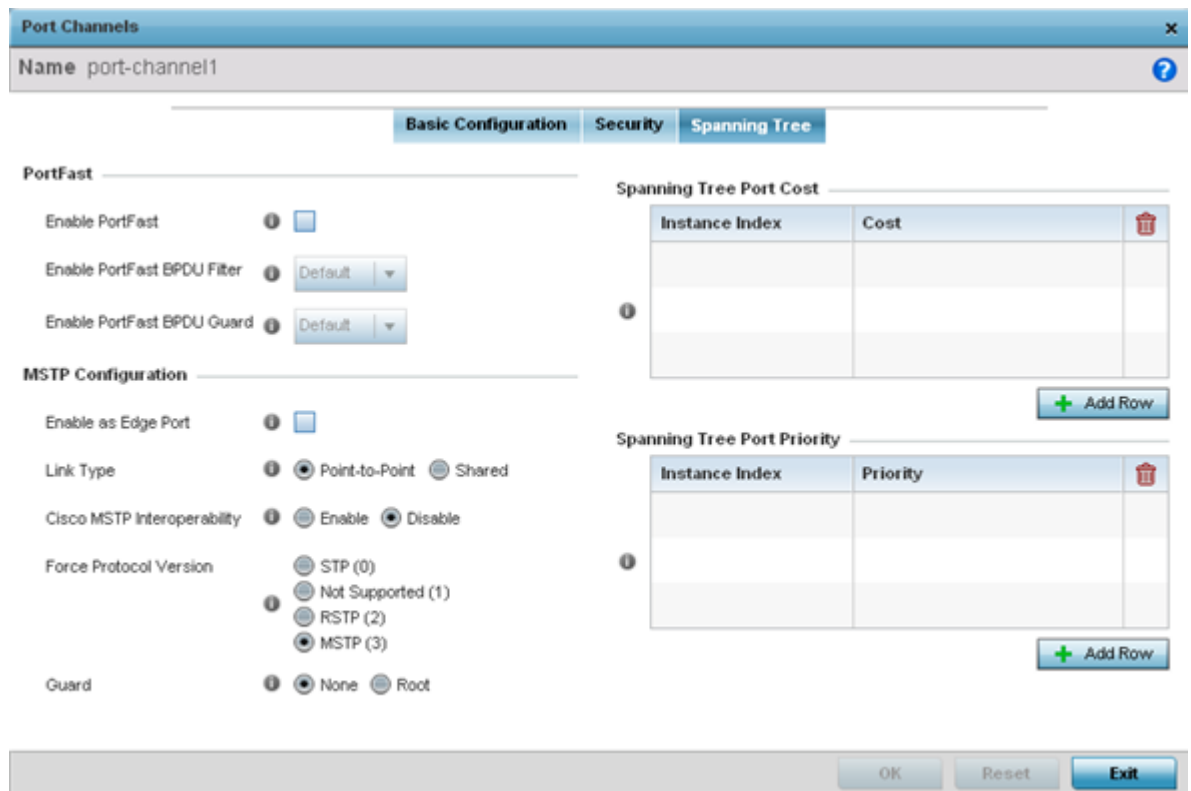 Port Channels
Name port-channel1
Basic Configuration Security Spanning Tree
PortFast
Enable PortFast
Enable PortFast BPDU Filter Default
Enable PortFast BPDU Guard Default
MSTP Configuration
Enable as Edge Port
Link Type Point-to-Point Shared
Cisco MSTP Interoperability Enable Disable
Force Protocol Version STP (0)
Not Supported (1)
RSTP (2)
MSTP (3)
Guard None Root
Spanning Tree Port Cost
Instance Index Cost
Add Row
Spanning Tree Port Priority
Instance Index Priority
Add Row
OK Reset Exit